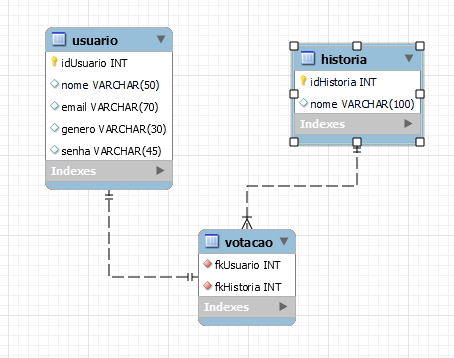 usuario
idUsuario INT
nome VARCHAR(50)
email VARCHAR(70)
genero VARCHAR(30)
senha VARCHAR(45)
Indexes
historia
idHistoria INT
nome VARCHAR(100)
Indexes
votacao
fkUsuario INT
fkHistoria INT
Indexes